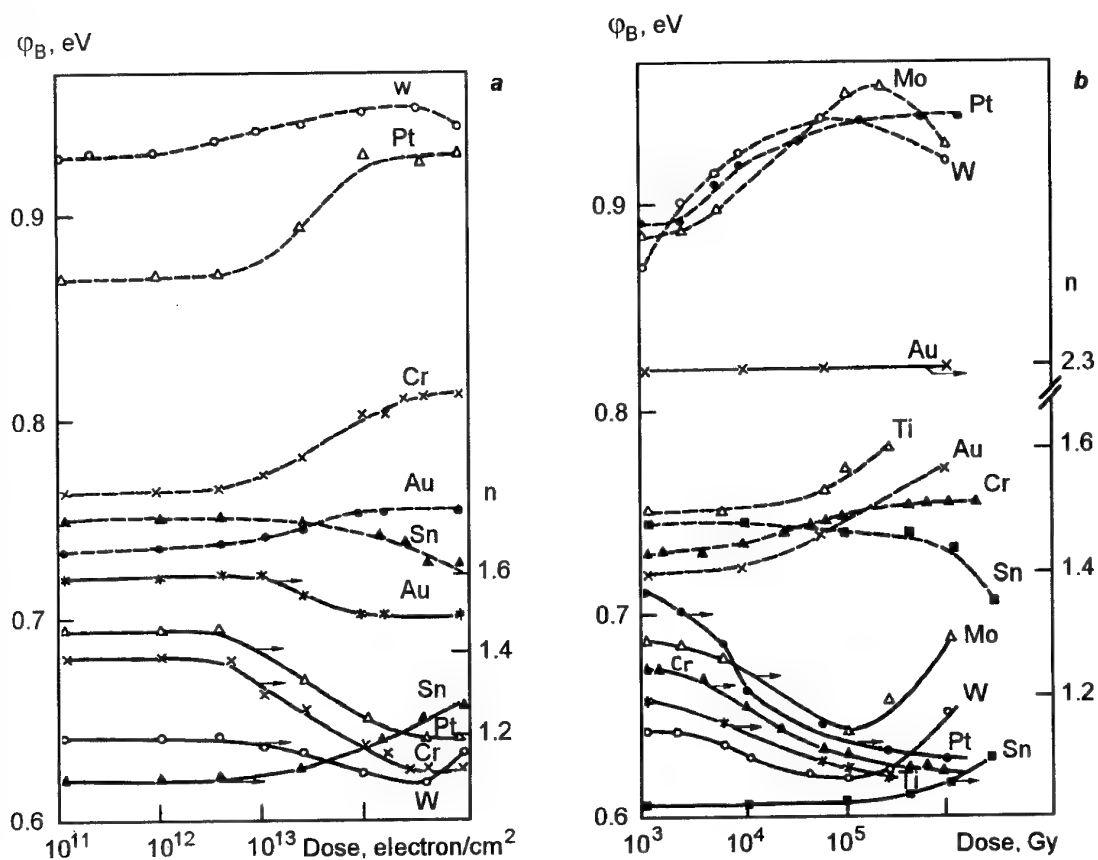 φB, eV
a
w
Pt
0.9
Cr
0.8
Au
n
Sn
1.6
Au
0.7
1.4
Sn
Pt
1.2
Cr
W
0.6
10^11 10^12 10^13 Dose, electron/cm^2
φB, eV
b
Mo
Pt
W
0.9
n
Au
2.3
0.8
Ti
1.6
Au
Cr
1.4
Sn
0.7
Mo
Cr
W
1.2
Pt
Sn
Ti
0.6
10^3 10^4 10^5 Dose, Gy